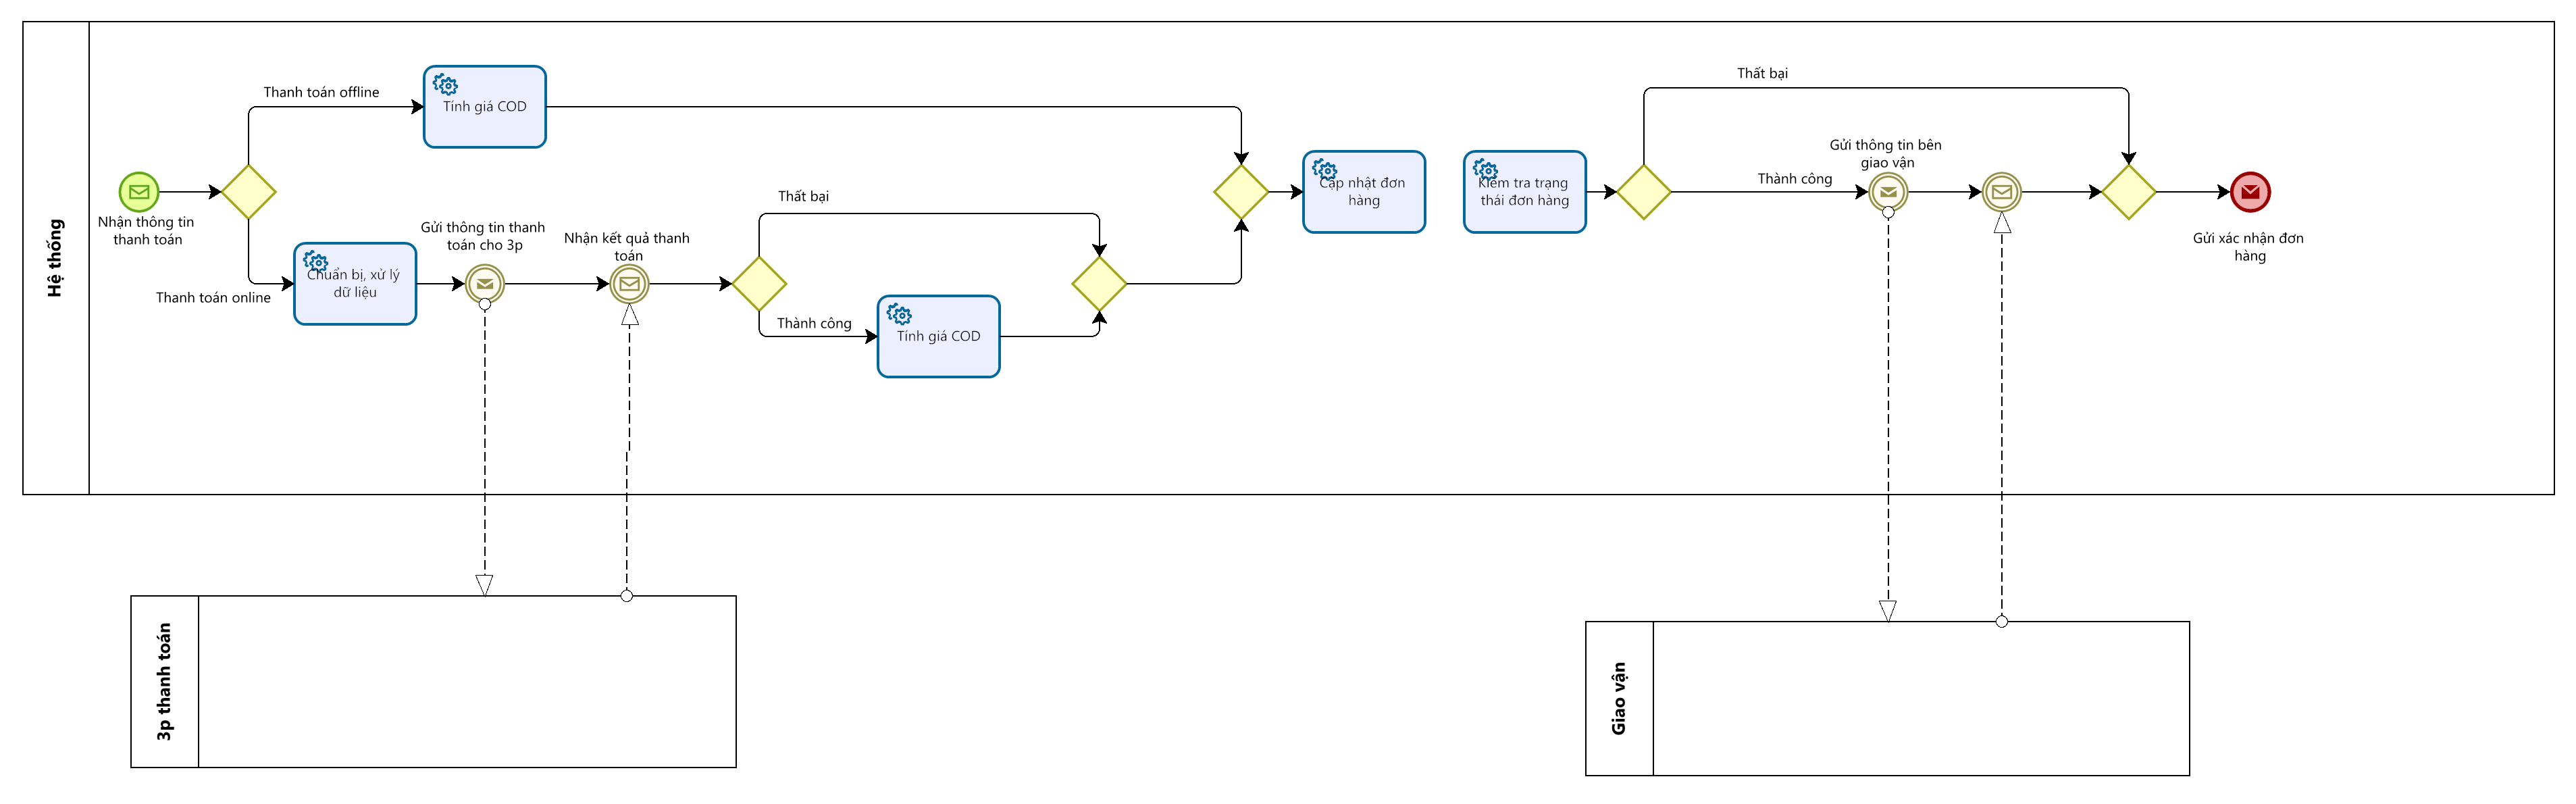 Hệ thống
Nhận thông tin
thanh toán
Thanh toán offline
Thanh toán online
Tính giá COD
Chuẩn bị, xử lý
dữ liệu
Gửi thông tin thanh
toán cho 3p
Nhận kết quả thanh
toán
Thất bại
Thành công
Tính giá COD
Cập nhật đơn
hàng
Kiểm tra trạng
thái đơn hàng
Thất bại
Thành công
Gửi thông tin bên
giao vận
Gửi xác nhận đơn
hàng
3p thanh toán
Giao vận